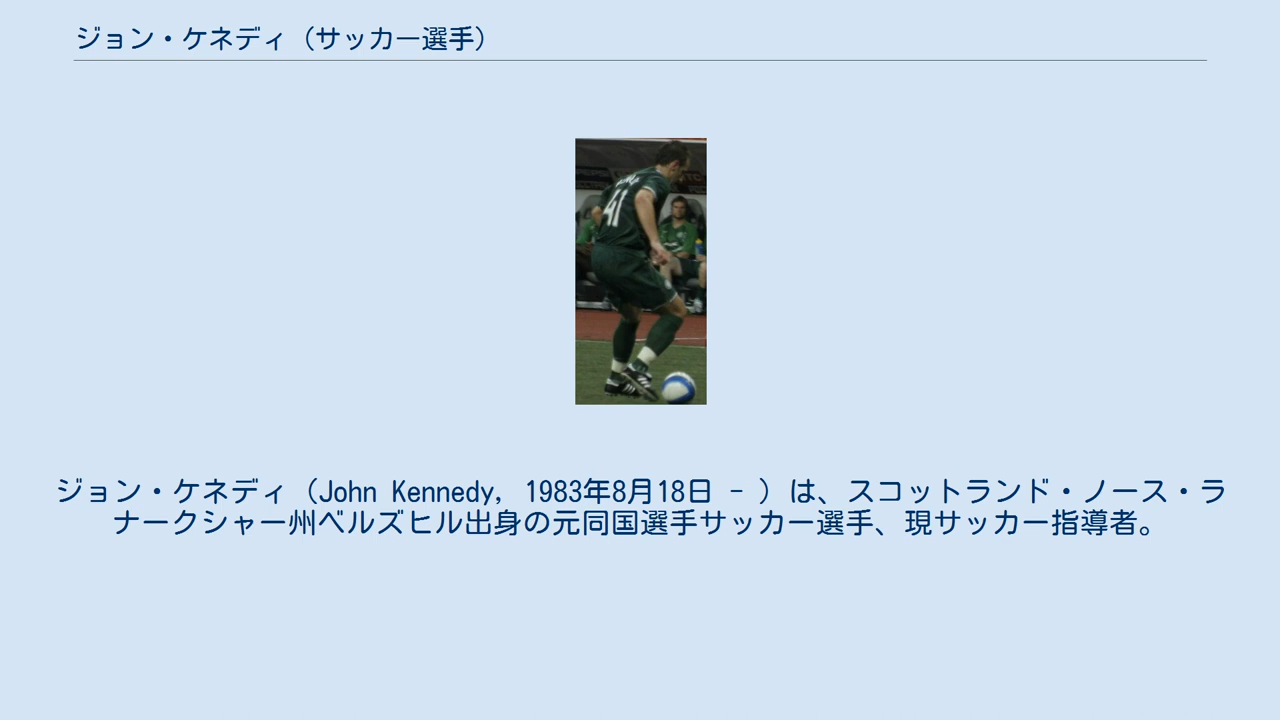 ジョン・ケネディ（サッカー選手）
41
ジョン・ケネディ（John Kennedy, 1983年8月18日 - ）は、スコットランド・ノース・ラ
ナークシャー州ベルズヒル出身の元同国選手サッカー選手、現サッカー指導者。